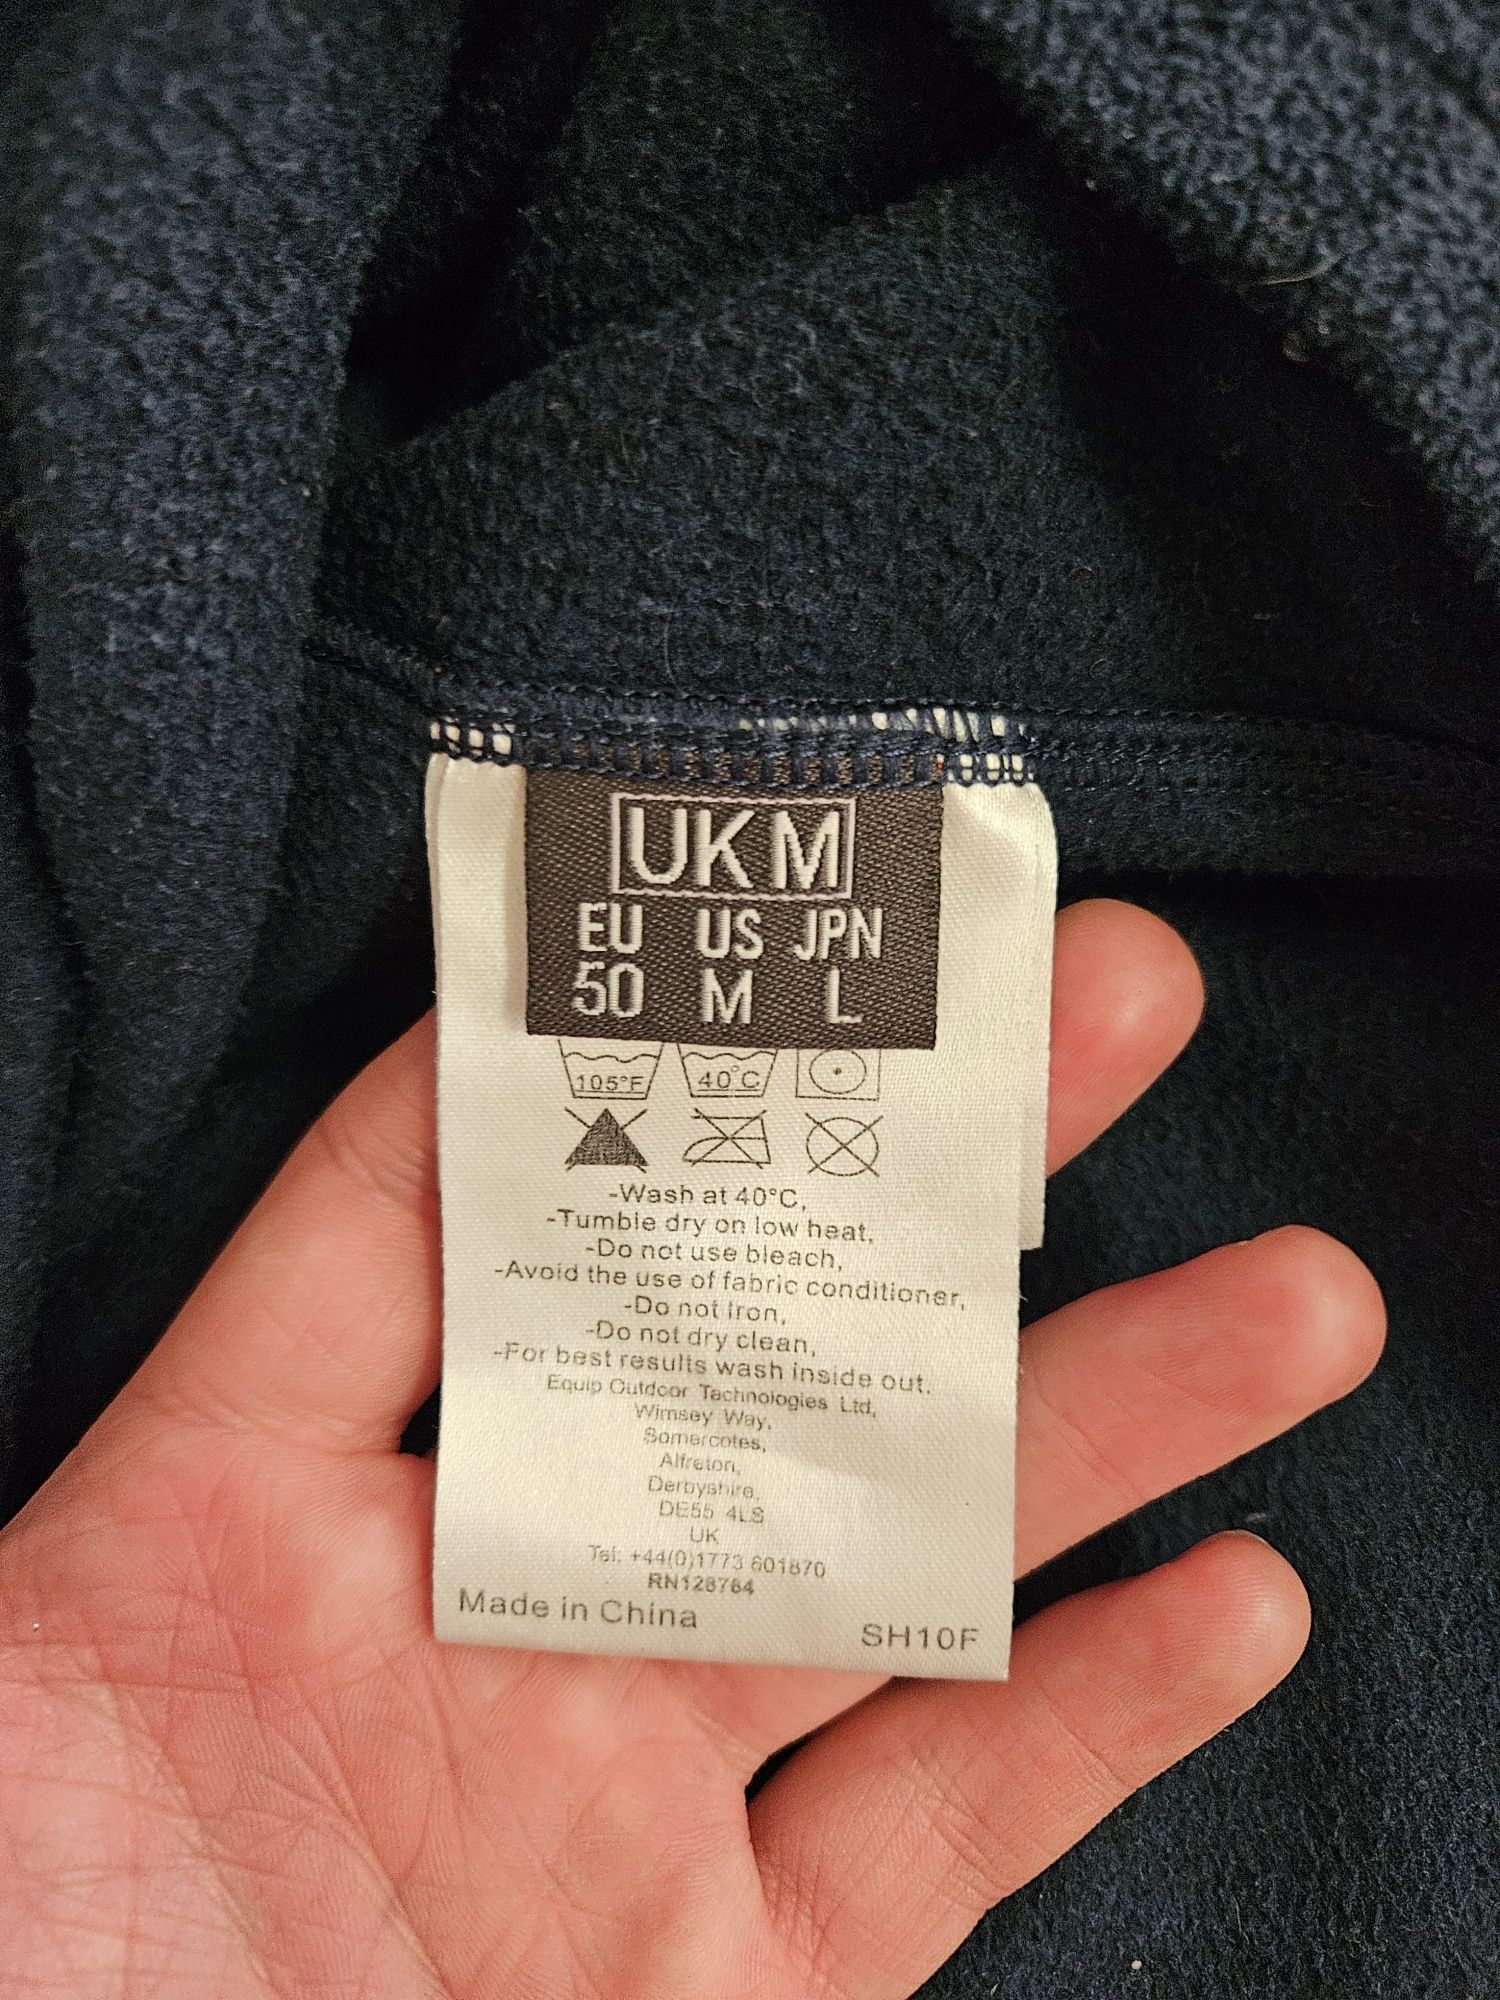 UK M
EU US JPN
50 M L
105°F 40°C
-Wash at 40°C,
-Tumble dry on low heat,
-Do not use bleach,
-Avoid the use of fabric conditioner,
-Do not Iron,
-Do not dry clean,
-For best results wash inside out.
Equip Outdoor Technologies Ltd,
Wimsey Way,
Somercotes,
Alfreton,
Derbyshire,
DE55 4LS
UK
Tel: +44(0)1773 601870
RN128764
Made in China
SH10F